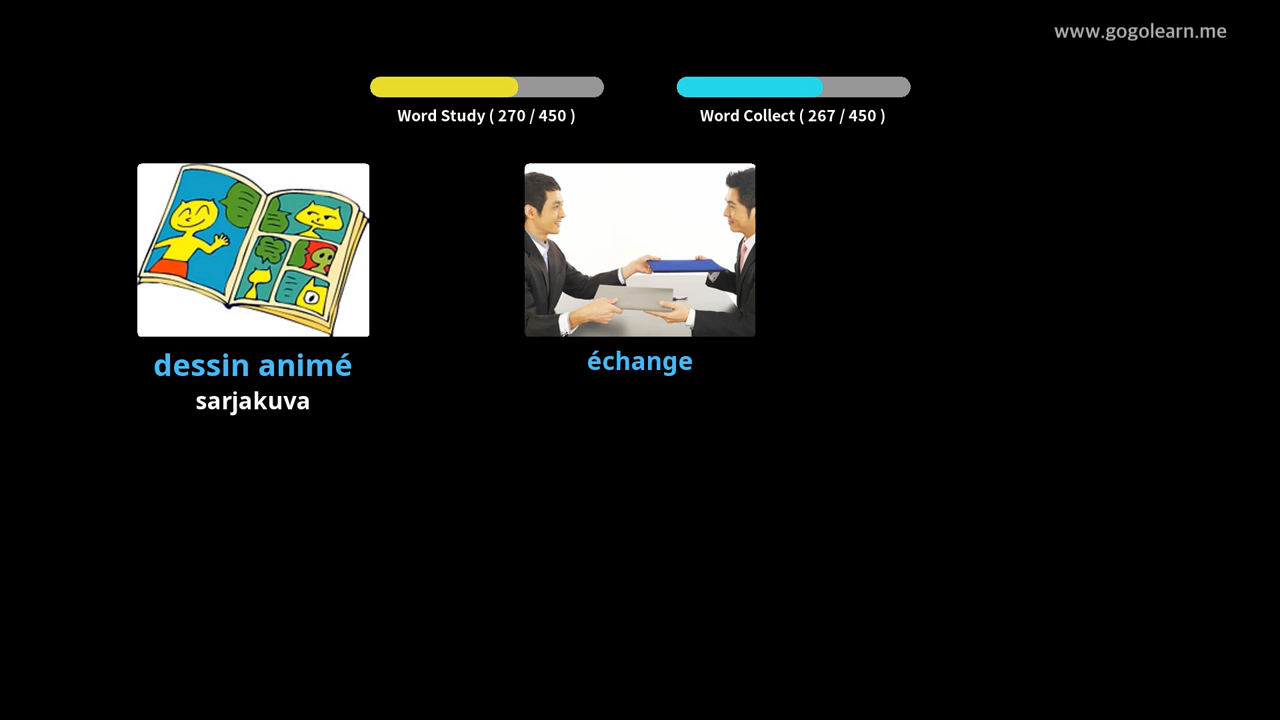 www.gogolearn.me
Word Study ( 270 / 450 )
Word Collect ( 267 / 450 )
dessin animé
sarjakuva
échange